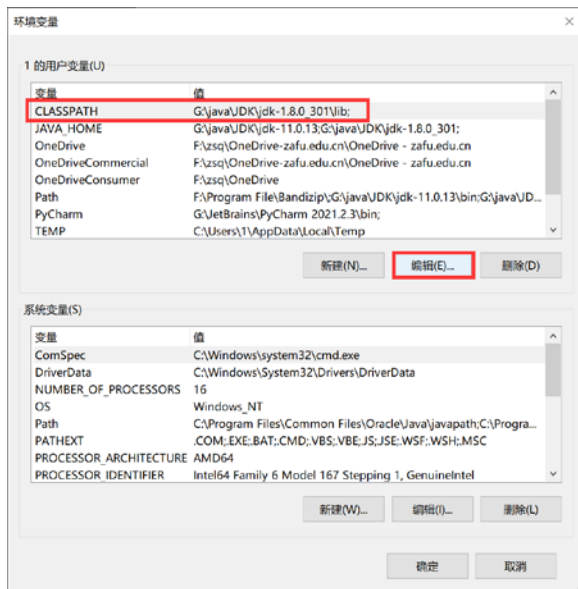 环境变量
1 的用户变量(U)
变量 值
CLASSPATH G:\java\JDK\jdk-1.8.0_301\lib;
JAVA_HOME G:\java\JDK\jdk-11.0.13;G:\java\JDK\jdk-1.8.0_301;
OneDrive F:\zsq\OneDrive-zafu.edu.cn\OneDrive - zafu.edu.cn
OneDriveCommercial F:\zsq\OneDrive-zafu.edu.cn\OneDrive - zafu.edu.cn
OneDriveConsumer F:\zsq\OneDrive
Path F:\Program File\Bandizip\;G:\java\JDK\jdk-11.0.13\bin;G:\java\JD...
PyCharm G:\JetBrains\PyCharm 2021.2.3\bin;
TEMP C:\Users\1\AppData\Local\Temp
新建(N)... 编辑(E)... 删除(D)
系统变量(S)
变量 值
ComSpec C:\Windows\system32\cmd.exe
DriverData C:\Windows\System32\Drivers\DriverData
NUMBER_OF_PROCESSORS 16
OS Windows_NT
Path C:\Program Files\Common Files\Oracle\Java\javapath;C:\Progra...
PATHEXT .COM;.EXE;.BAT;.CMD;.VBS;.VBE;.JS;.JSE;.WSF;.WSH;.MSC
PROCESSOR_ARCHITECTURE AMD64
PROCESSOR_IDENTIFIER Intel64 Family 6 Model 167 Stepping 1, GenuineIntel
新建(W)... 编辑(I)... 删除(L)
确定 取消